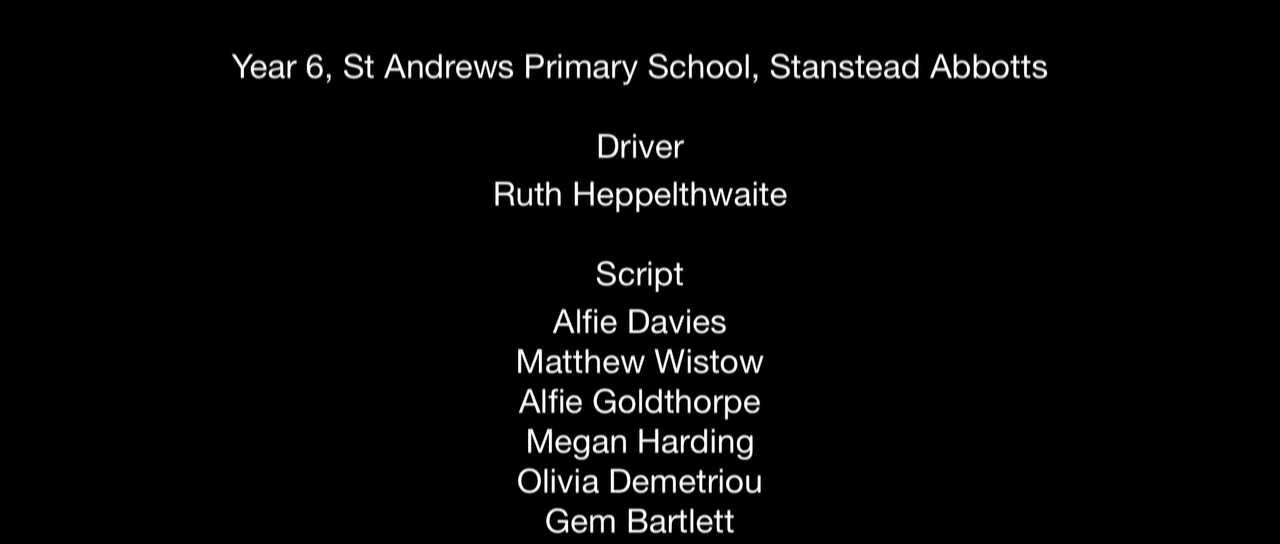 Year 6, St Andrews Primary School, Stanstead Abbotts
Driver
Ruth Heppelthwaite
Script
Alfie Davies
Matthew Wistow
Alfie Goldthorpe
Megan Harding
Olivia Demetriou
Gem Bartlett